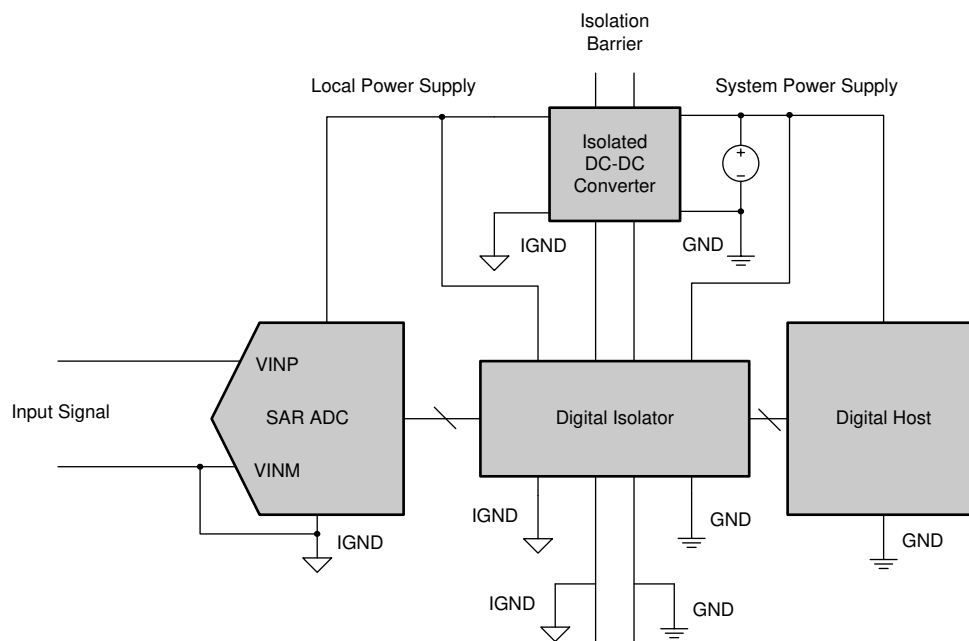 Isolation
Barrier
Local Power Supply
System Power Supply
Isolated
DC-DC
Converter
+
−
IGND
GND
VINP
Input Signal
SAR ADC
Digital Isolator
Digital Host
VINM
IGND
IGND
GND
GND
IGND
GND